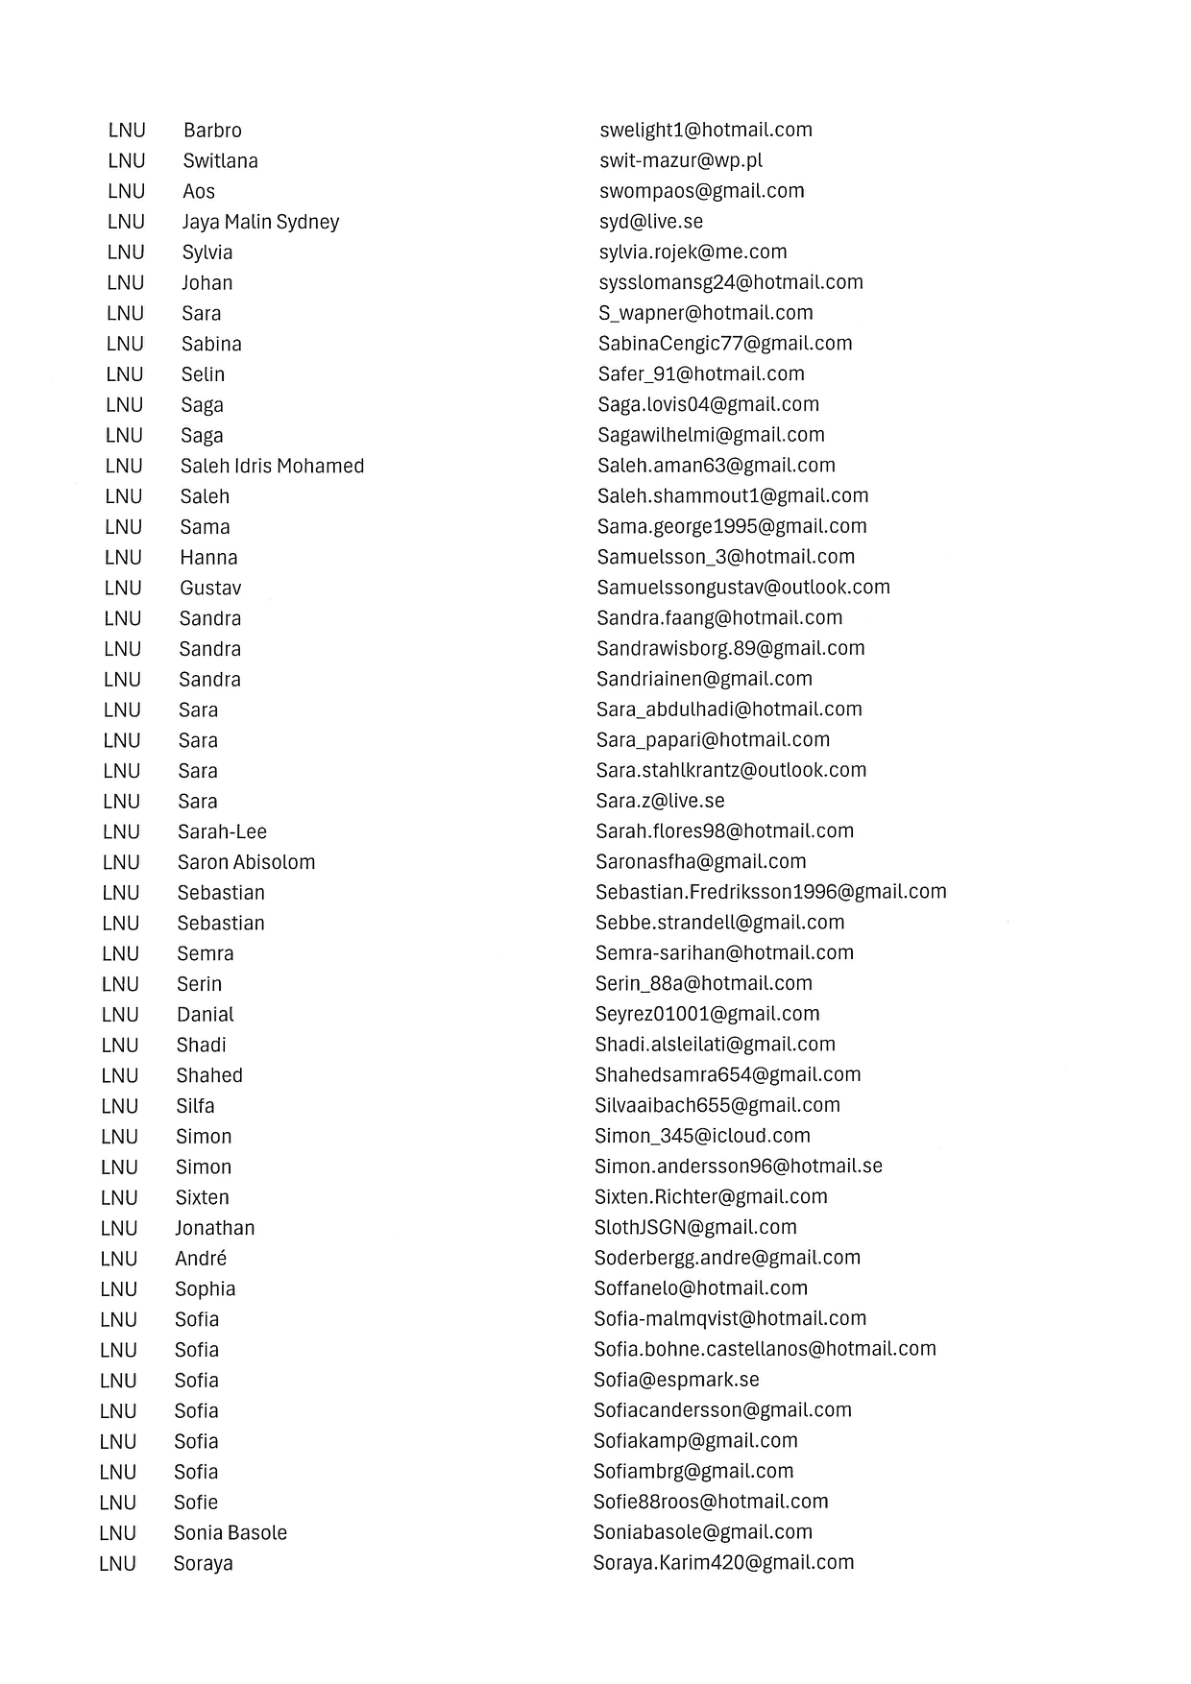 LNU Barbro swelight1@hotmail.com
LNU Switlana swit-mazur@wp.pl
LNU Aos swompaos@gmail.com
LNU Jaya Malin Sydney syd@live.se
LNU Sylvia sylvia.rojek@me.com
LNU Johan sysslomansg24@hotmail.com
LNU Sara S_wapner@hotmail.com
LNU Sabina SabinaCengic77@gmail.com
LNU Selin Safer_91@hotmail.com
LNU Saga Saga.lovis04@gmail.com
LNU Saga Sagawilhelmi@gmail.com
LNU Saleh Idris Mohamed Saleh.aman63@gmail.com
LNU Saleh Saleh.shammout1@gmail.com
LNU Sama Sama.george1995@gmail.com
LNU Hanna Samuelsson_3@hotmail.com
LNU Gustav Samuelssongustav@outlook.com
LNU Sandra Sandra.faang@hotmail.com
LNU Sandra Sandrawisborg.89@gmail.com
LNU Sandra Sandriainen@gmail.com
LNU Sara Sara_abdulhadi@hotmail.com
LNU Sara Sara_papari@hotmail.com
LNU Sara Sara.stahlkrantz@outlook.com
LNU Sara Sara.z@live.se
LNU Sarah-Lee Sarah.flores98@hotmail.com
LNU Saron Abisolom Saronasfha@gmail.com
LNU Sebastian Sebastian.Fredriksson1996@gmail.com
LNU Sebastian Sebbe.strandell@gmail.com
LNU Semra Semra-sarihan@hotmail.com
LNU Serin Serin_88a@hotmail.com
LNU Danial Seyrez01001@gmail.com
LNU Shadi Shadi.alsleilati@gmail.com
LNU Shahed Shahedsamra654@gmail.com
LNU Silfa Silvaaibach655@gmail.com
LNU Simon Simon_345@icloud.com
LNU Simon Simon.andersson96@hotmail.se
LNU Sixten Sixten.Richter@gmail.com
LNU Jonathan SlothJSGN@gmail.com
LNU André Soderbergg.andre@gmail.com
LNU Sophia Soffanelo@hotmail.com
LNU Sofia Sofia-malmqvist@hotmail.com
LNU Sofia Sofia.bohne.castellanos@hotmail.com
LNU Sofia Sofia@espmark.se
LNU Sofia Sofiacandersson@gmail.com
LNU Sofia Sofiakamp@gmail.com
LNU Sofia Sofiambrg@gmail.com
LNU Sofie Sofie88roos@hotmail.com
LNU Sonia Basole Soniabasole@gmail.com
LNU Soraya Soraya.Karim420@gmail.com